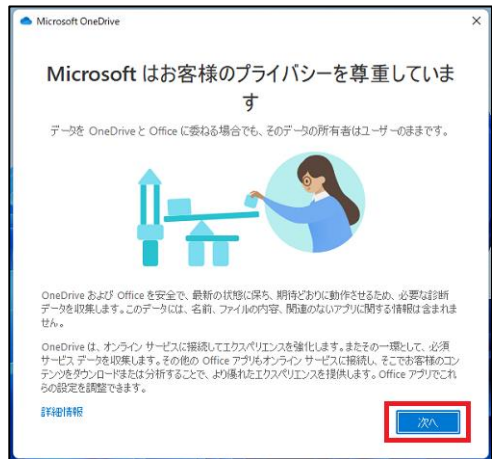 Microsoft OneDrive
Microsoft はお客様のプライバシーを尊重していま
す
データを OneDrive と Office に委ねる場合でも、そのデータの所有者はユーザーのままです。
OneDrive および Office を安全で、最新の状態に保ち、期待どおりに動作させるため、必要な診断
データを収集します。このデータには、名前、ファイルの内容、関連のないアプリに関する情報は含まれま
せん。
OneDrive は、オンライン サービスに接続してエクスペリエンスを強化します。またその一環として、必須
サービス データを収集します。その他の Office アプリもオンライン サービスに接続し、そこでお客様のコン
テンツをダウンロードまたは分析することで、より優れたエクスペリエンスを提供します。Office アプリでこれ
らの設定を調整できます。
詳細情報
次へ